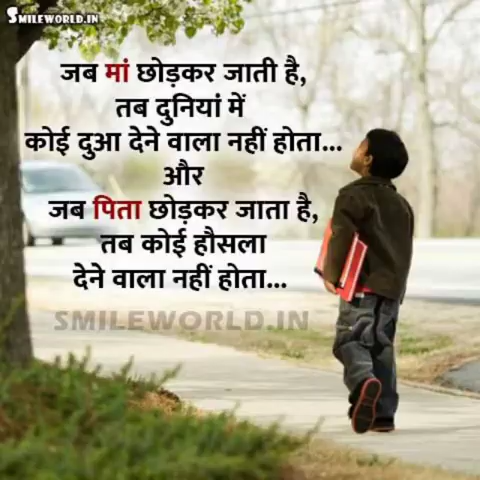 SMILEWORLD.IN
जब मां छोड़कर जाती है,
तब दुनियां में
कोई दुआ देने वाला नहीं होता...
और
जब पिता छोड़कर जाता है,
तब कोई हौसला
देने वाला नहीं होता...
SMILEWORLD.IN